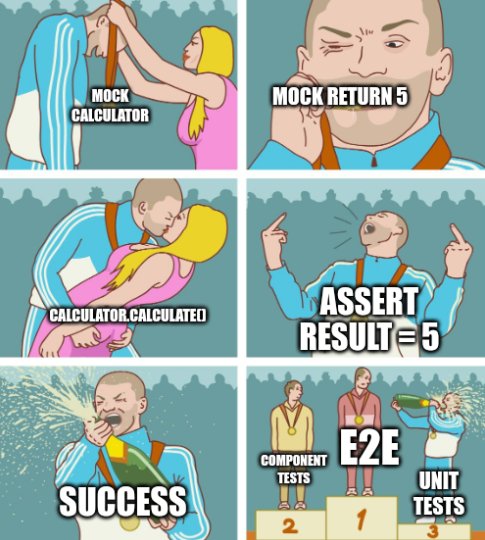 MOCK
CALCULATOR
MOCK RETURN 5
CALCULATOR.CALCULATE()
ASSERT
RESULT = 5
SUCCESS
COMPONENT
TESTS
E2E
UNIT
TESTS
2
1
3